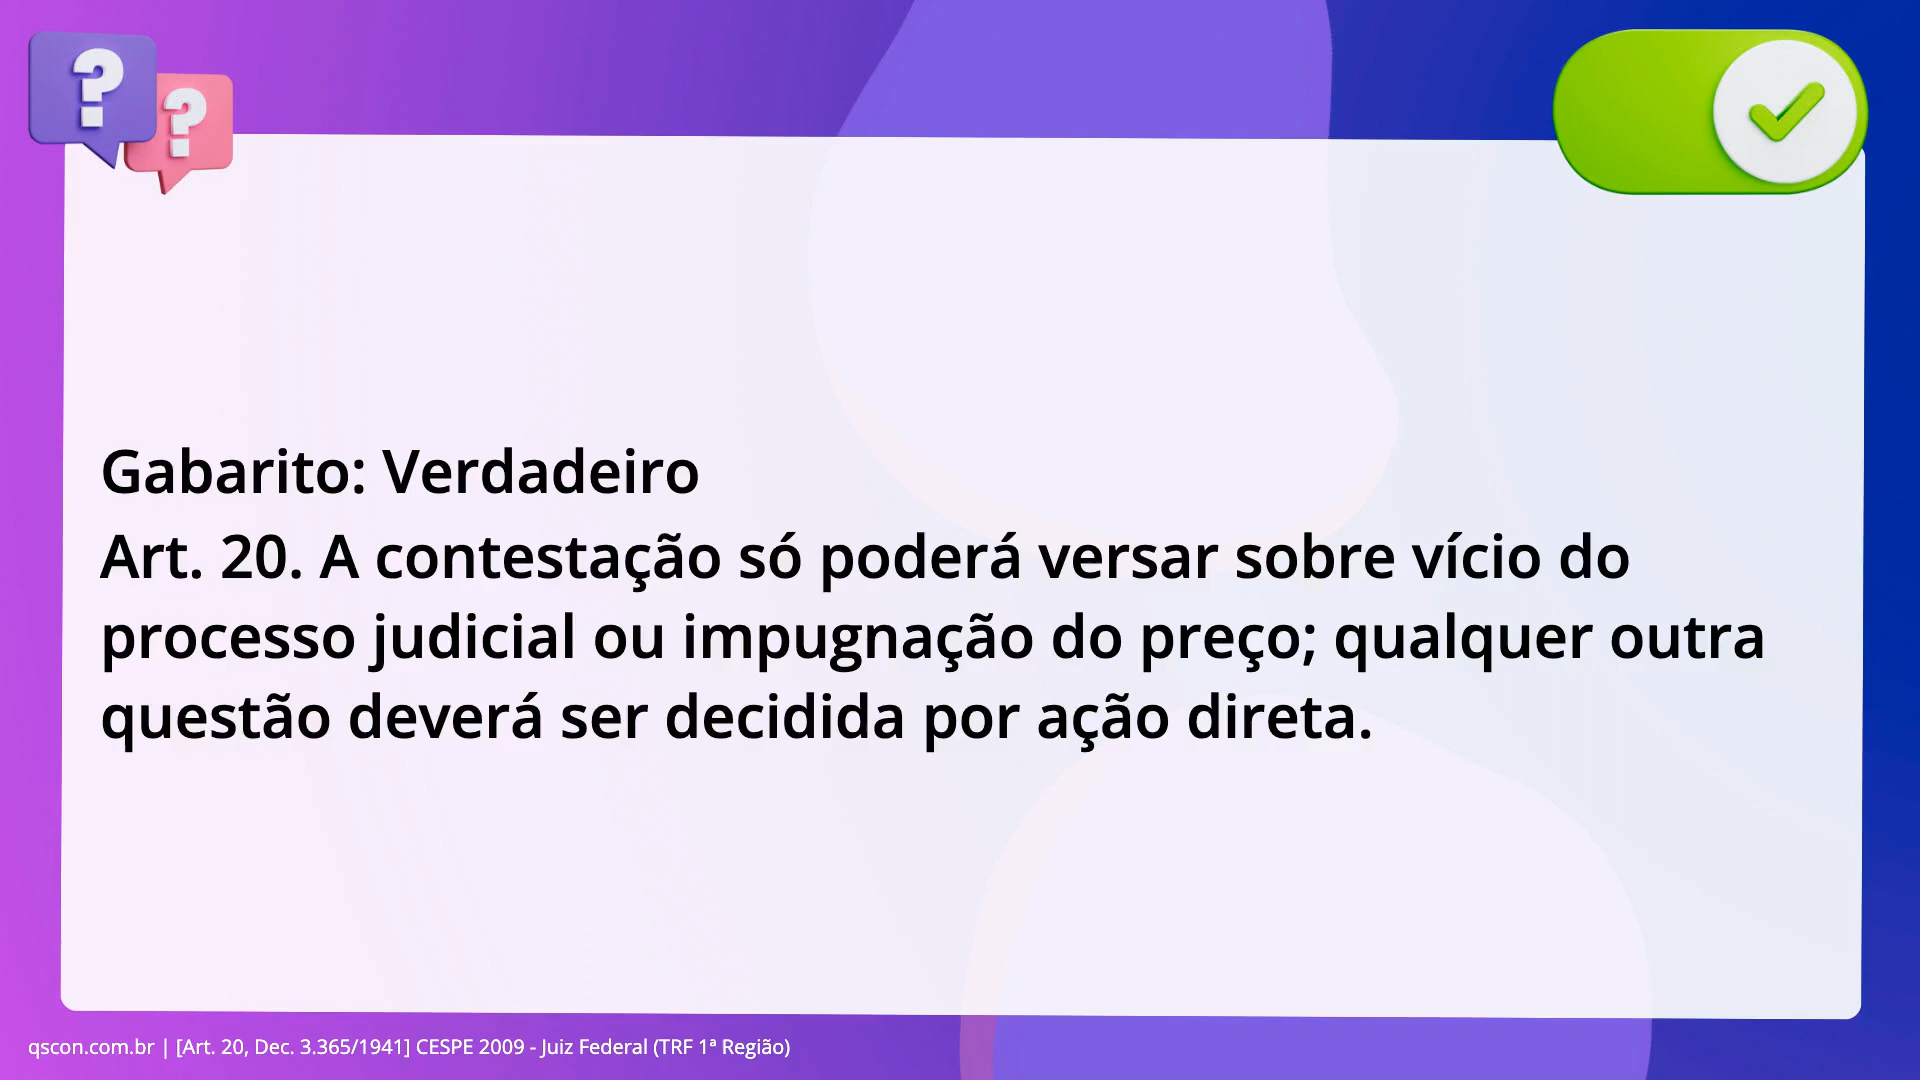 Gabarito: Verdadeiro
Art. 20. A contestação só poderá versar sobre vício do
processo judicial ou impugnação do preço; qualquer outra
questão deverá ser decidida por ação direta.
qscon.com.br | [Art. 20, Dec. 3.365/1941] CESPE 2009 - Juiz Federal (TRF 1ª Região)